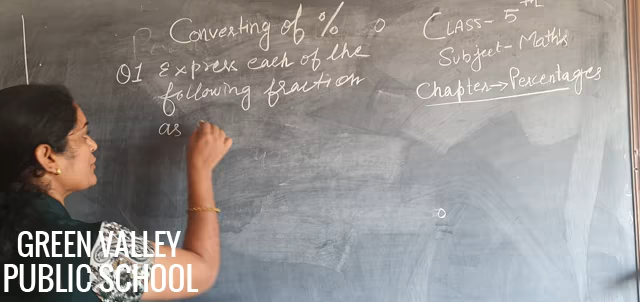 Converting of %
Q1 Express each of the
following fraction
as
Class - 5th
Subject - Maths
Chapter → Percentages
GREEN VALLEY
PUBLIC SCHOOL